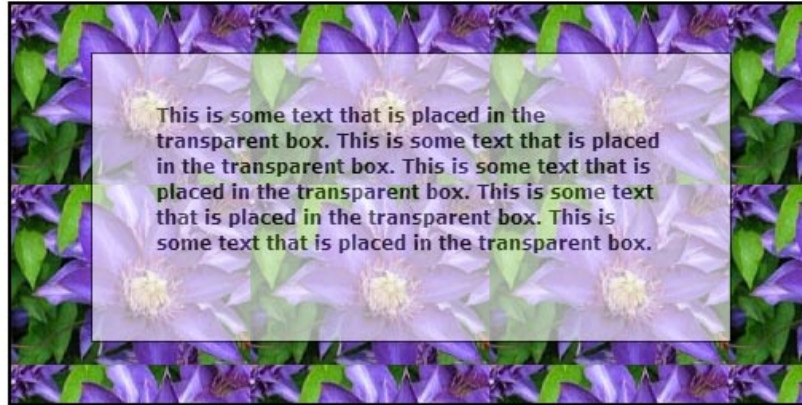 This is some text that is placed in the
transparent box. This is some text that is placed
in the transparent box. This is some text that is
placed in the transparent box. This is some text
that is placed in the transparent box. This is
some text that is placed in the transparent box.